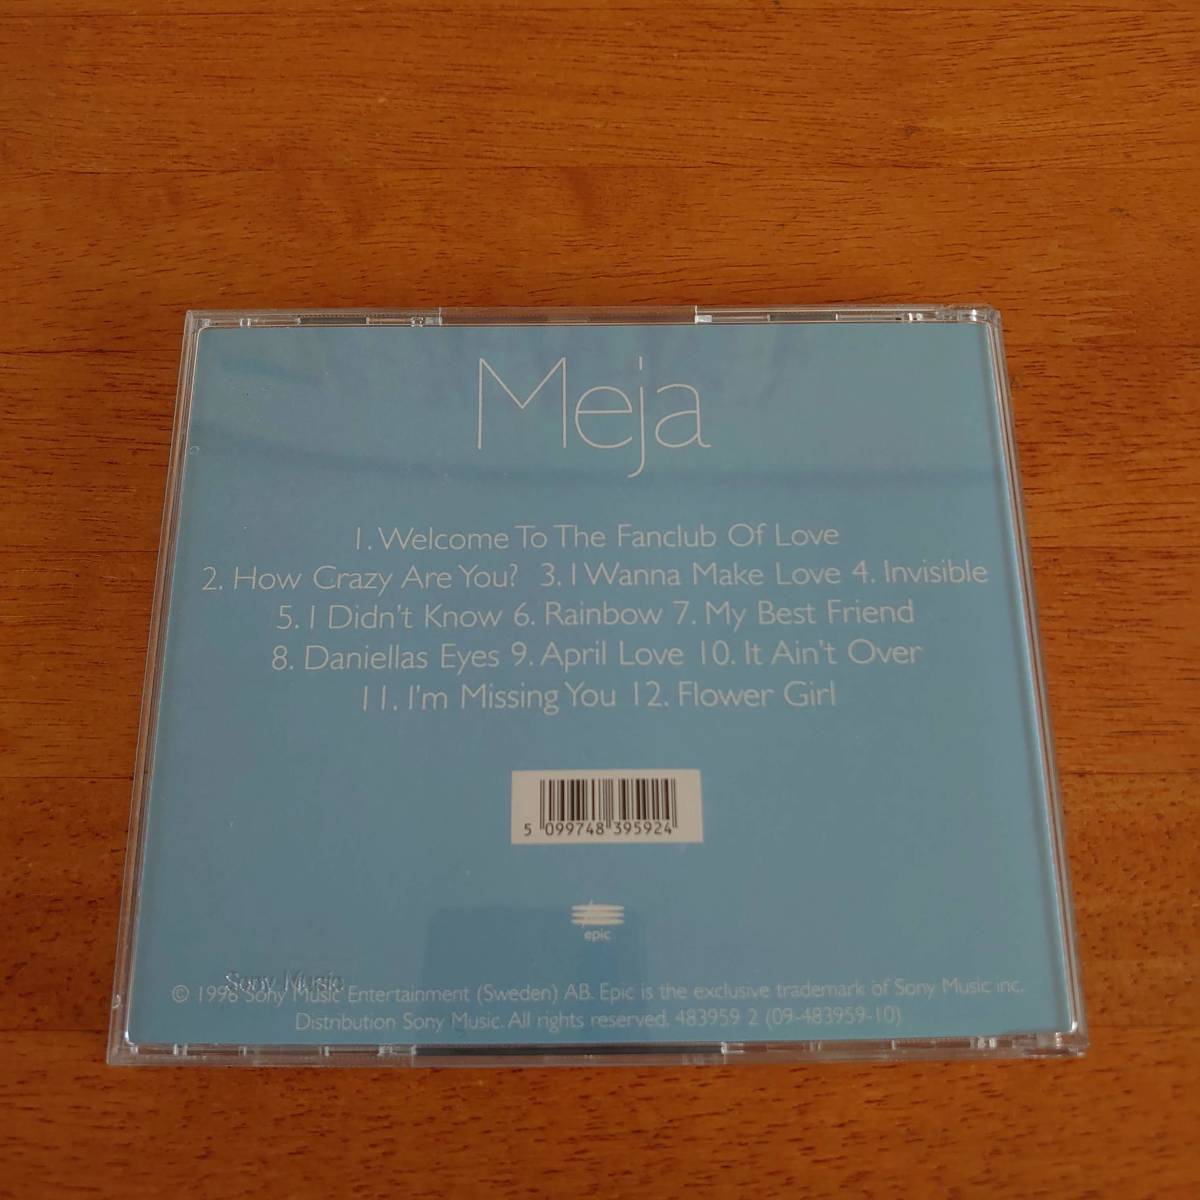 Meja
1. Welcome To The Fanclub Of Love
2. How Crazy Are You? 3. I Wanna Make Love 4. Invisible
5. I Didn't Know 6. Rainbow 7. My Best Friend
8. Daniellas Eyes 9. April Love 10. It Ain't Over
11. I'm Missing You 12. Flower Girl
5 099748 395924
epic
Sony Music
© 1996 Sony Music Entertainment (Sweden) AB. Epic is the exclusive trademark of Sony Music inc.
Distribution Sony Music. All rights reserved. 483959 2 (09-483959-10)